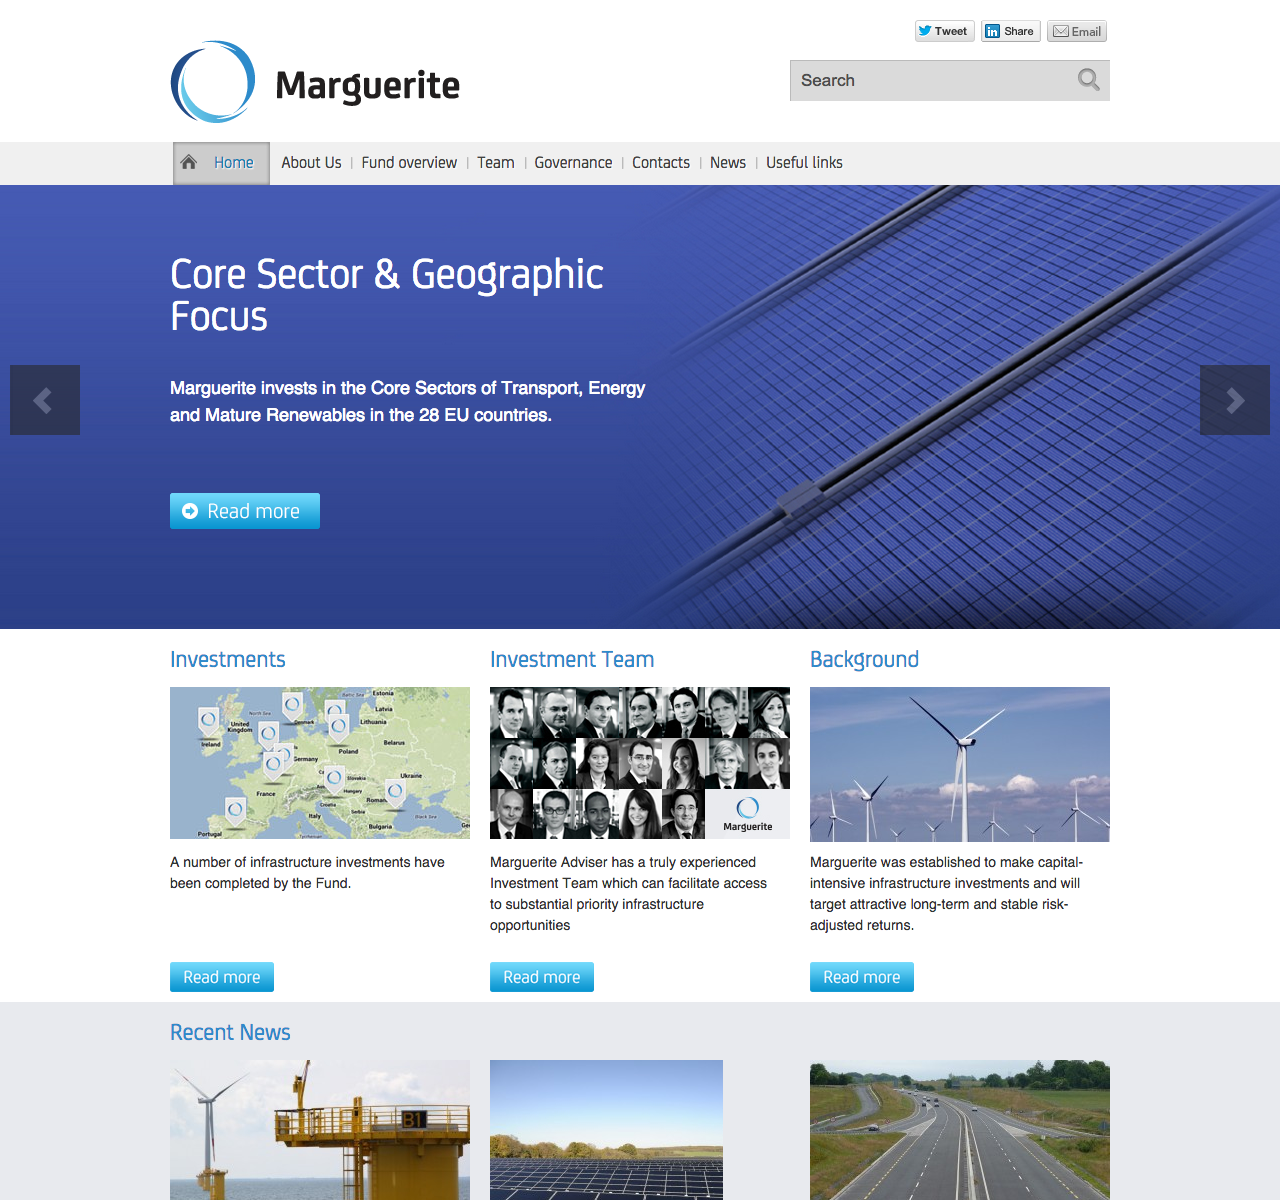 Tweet
Share
Email
Marguerite
Search
Home
About Us
Fund overview
Team
Governance
Contacts
News
Useful links
Core Sector & Geographic
Focus
Marguerite invests in the Core Sectors of Transport, Energy
and Mature Renewables in the 28 EU countries.
Read more
Investments
Investment Team
Background
North Sea
Baltic Sea
Estonia
Latvia
Lithuania
Denmark
United
Kingdom
Ireland
Belarus
Poland
Germany
Ukraine
Slovakia
France
Hungary
Croatia
Italy
Bulgaria
Portugal
Black Sea
Marguerite
A number of infrastructure investments have
been completed by the Fund.
Marguerite Adviser has a truly experienced
Investment Team which can facilitate access
to substantial priority infrastructure
opportunities
Marguerite was established to make capital-
intensive infrastructure investments and will
target attractive long-term and stable risk-
adjusted returns.
Read more
Read more
Read more
Recent News
B1